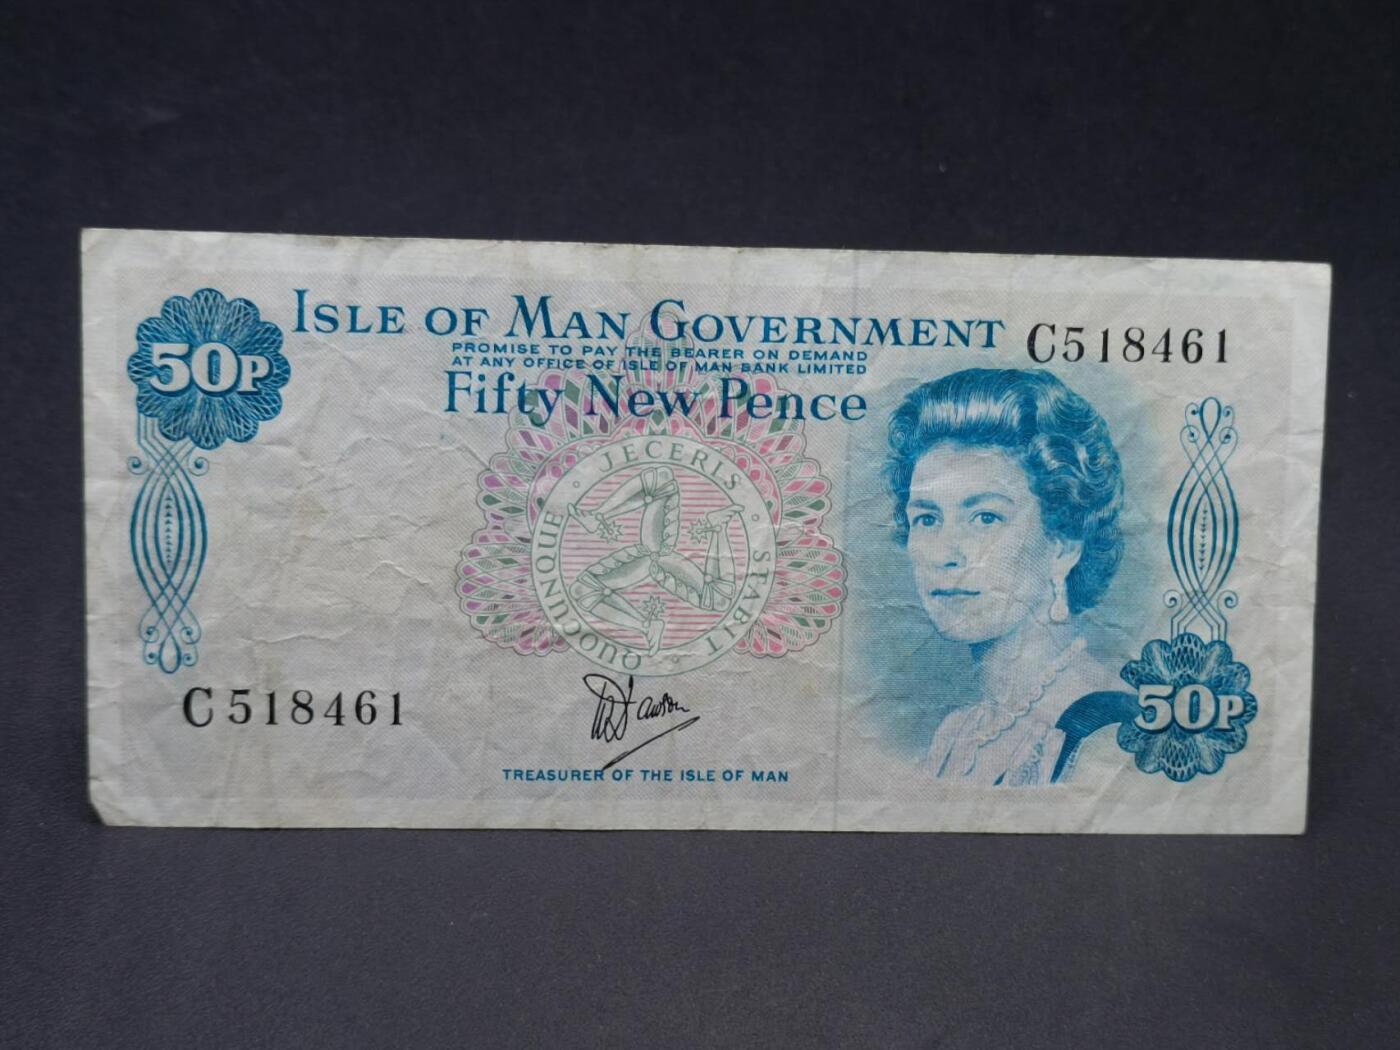 ISLE OF MAN GOVERNMENT
C518461
50P
PROMISE TO PAY THE BEARER ON DEMAND
AT ANY OFFICE OF ISLE OF MAN BANK LIMITED
Fifty New Pence
QUOCUNQUE · JECERIS · STABIT ·
C518461
W Dawson
50P
TREASURER OF THE ISLE OF MAN